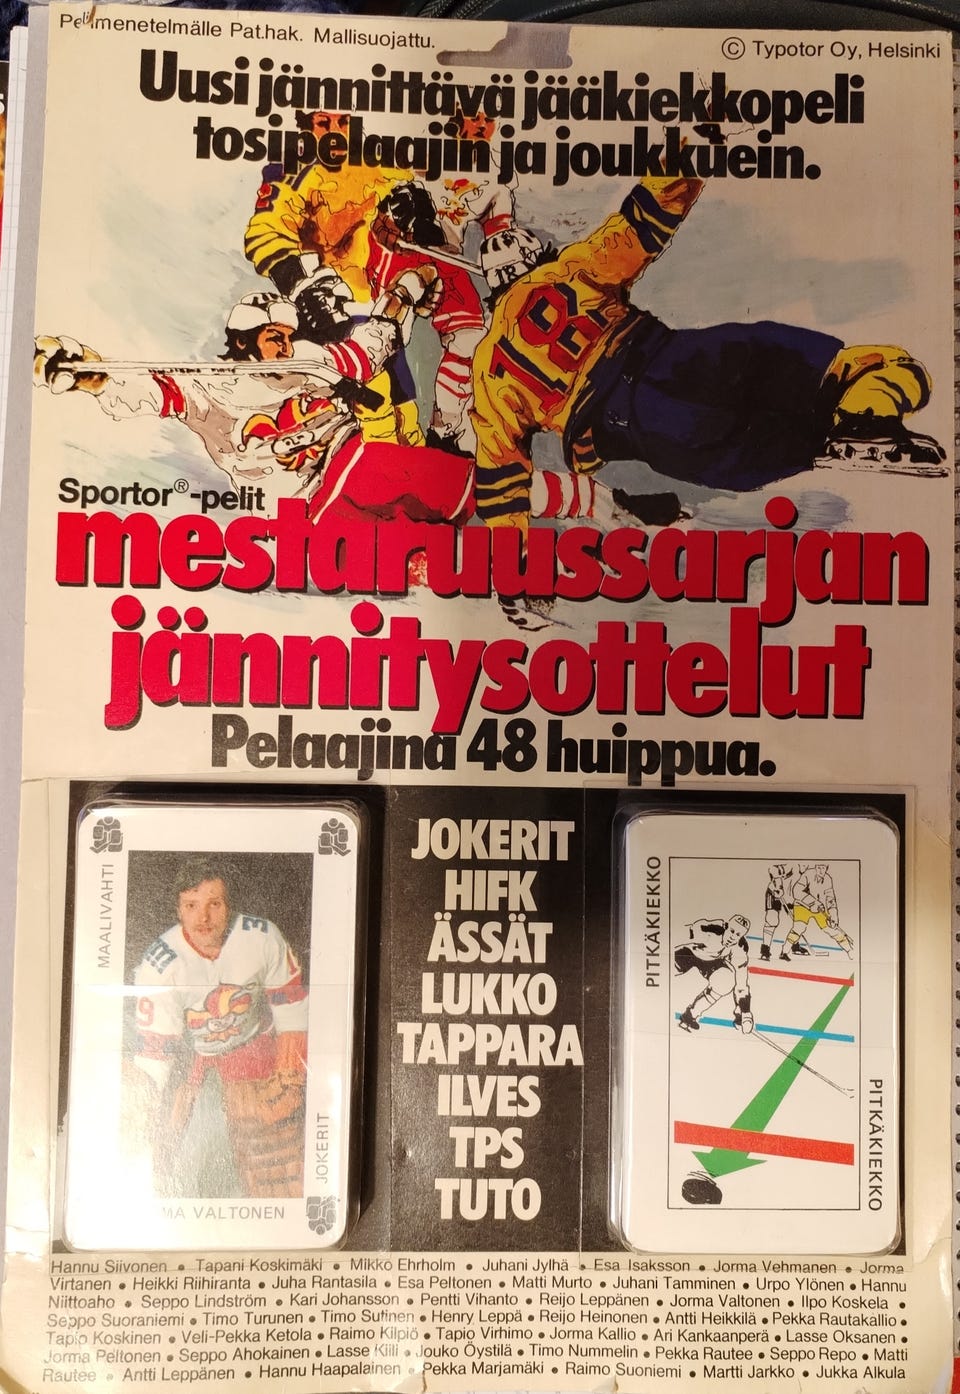 Pelimenetelmälle Pat.hak. Mallisuojattu.
© Typotor Oy, Helsinki
Uusi jännittävä jääkiekkopeli
tosipelaajin ja joukkuein.
18
Sportor®-pelit
mestaruussarjan
jännitysottelut
Pelaajina 48 huippua.
MAALIVAHTI
JOKERIT
MA VALTONEN
JOKERIT
HIFK
ÄSSÄT
LUKKO
TAPPARA
ILVES
TPS
TUTO
PITKÄKIEKKO
PITKÄKIEKKO
Hannu Siivonen • Tapani Koskimäki • Mikko Ehrholm • Juhani Jylhä • Esa Isaksson • Jorma Vehmanen • Jorma
Virtanen • Heikki Riihiranta • Juha Rantasila • Esa Peltonen • Matti Murto • Juhani Tamminen • Urpo Ylönen • Hannu
Niittoaho • Seppo Lindström • Kari Johansson • Pentti Vihanto • Reijo Leppänen • Jorma Valtonen • Ilpo Koskela •
Seppo Suoraniemi • Timo Turunen • Timo Sutinen • Henry Leppä • Reijo Heinonen • Antti Heikkilä • Pekka Rautakallio •
Tapio Koskinen • Veli-Pekka Ketola • Raimo Kilpiö • Tapio Virhimo • Jorma Kallio • Ari Kankaanperä • Lasse Oksanen •
Jorma Peltonen • Seppo Ahokainen • Lasse Kiili • Jouko Öystilä • Timo Nummelin • Pekka Rautee • Seppo Repo • Matti
Rautee • Antti Leppänen • Hannu Haapalainen • Pekka Marjamäki • Raimo Suoniemi • Martti Jarkko • Jukka Alkula